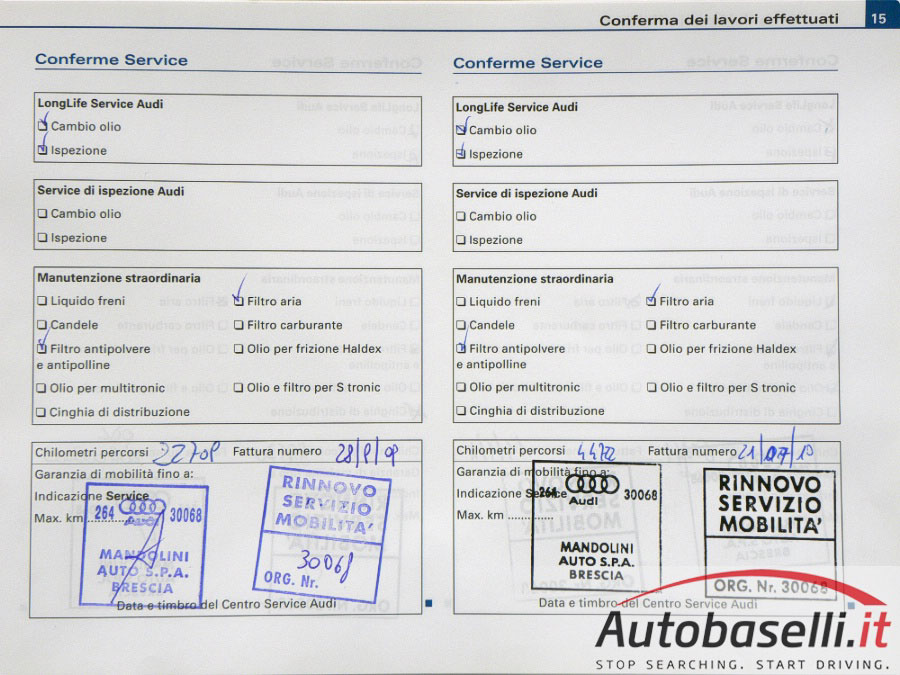 Conferma dei lavori effettuati 15
Conferme Service
LongLife Service Audi
Cambio olio
Ispezione
Service di ispezione Audi
Cambio olio
Ispezione
Manutenzione straordinaria
Liquido freni Filtro aria
Candele Filtro carburante
Filtro antipolvere Olio per frizione Haldex
e antipolline
Olio per multitronic Olio e filtro per S tronic
Cinghia di distribuzione
Chilometri percorsi Fattura numero
Garanzia di mobilità fino a:
Indicazione Service
Max. km ............
264 30068
MANDOLINI
AUTO S.P.A.
BRESCIA
RINNOVO
SERVIZIO
MOBILITA'
30068
ORG. Nr.
Data e timbro del Centro Service Audi
Conferme Service
LongLife Service Audi
Cambio olio
Ispezione
Service di ispezione Audi
Cambio olio
Ispezione
Manutenzione straordinaria
Liquido freni Filtro aria
Candele Filtro carburante
Filtro antipolvere Olio per frizione Haldex
e antipolline
Olio per multitronic Olio e filtro per S tronic
Cinghia di distribuzione
Chilometri percorsi Fattura numero 21/07/10
Garanzia di mobilità fino a:
Indicazione Service
Max. km ............
264 Audi 30068
MANDOLINI
AUTO S.P.A.
BRESCIA
RINNOVO
SERVIZIO
MOBILITA'
ORG. Nr. 30068
Data e timbro del Centro Service Audi
Autobaselli.it
STOP SEARCHING. START DRIVING.